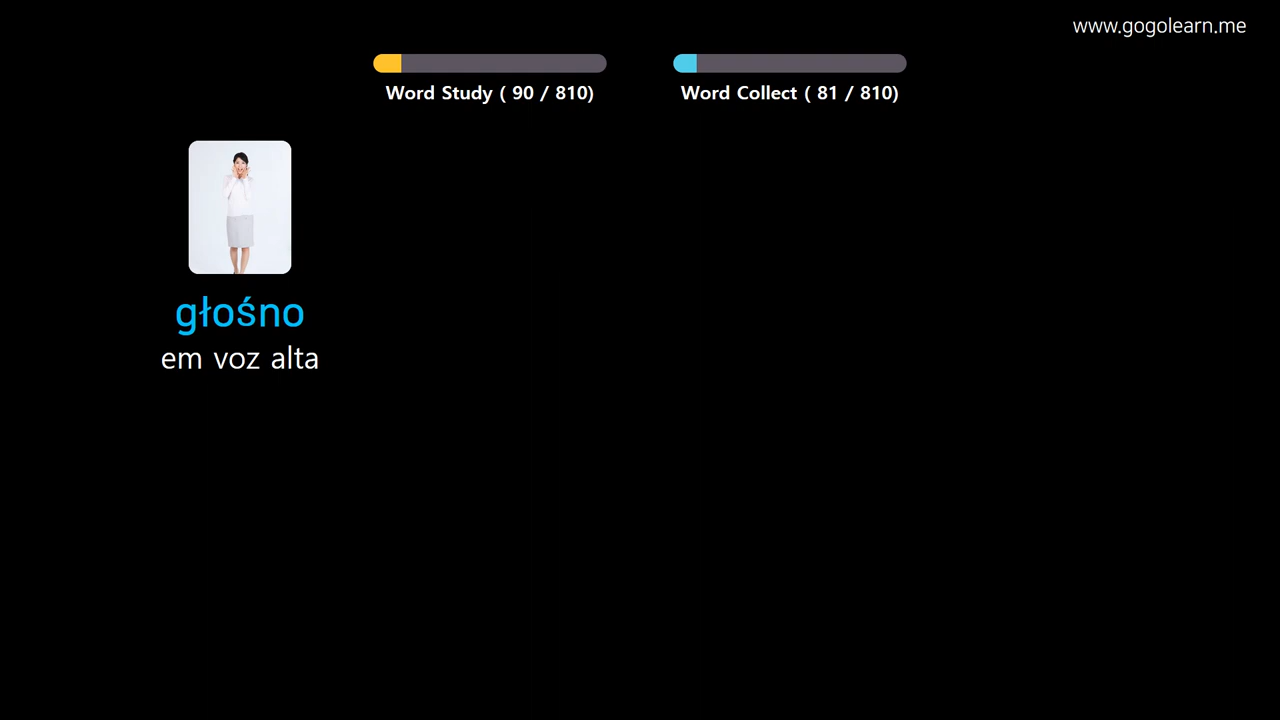 www.gogolearn.me
Word Study ( 90 / 810)
Word Collect ( 81 / 810)
głośno
em voz alta